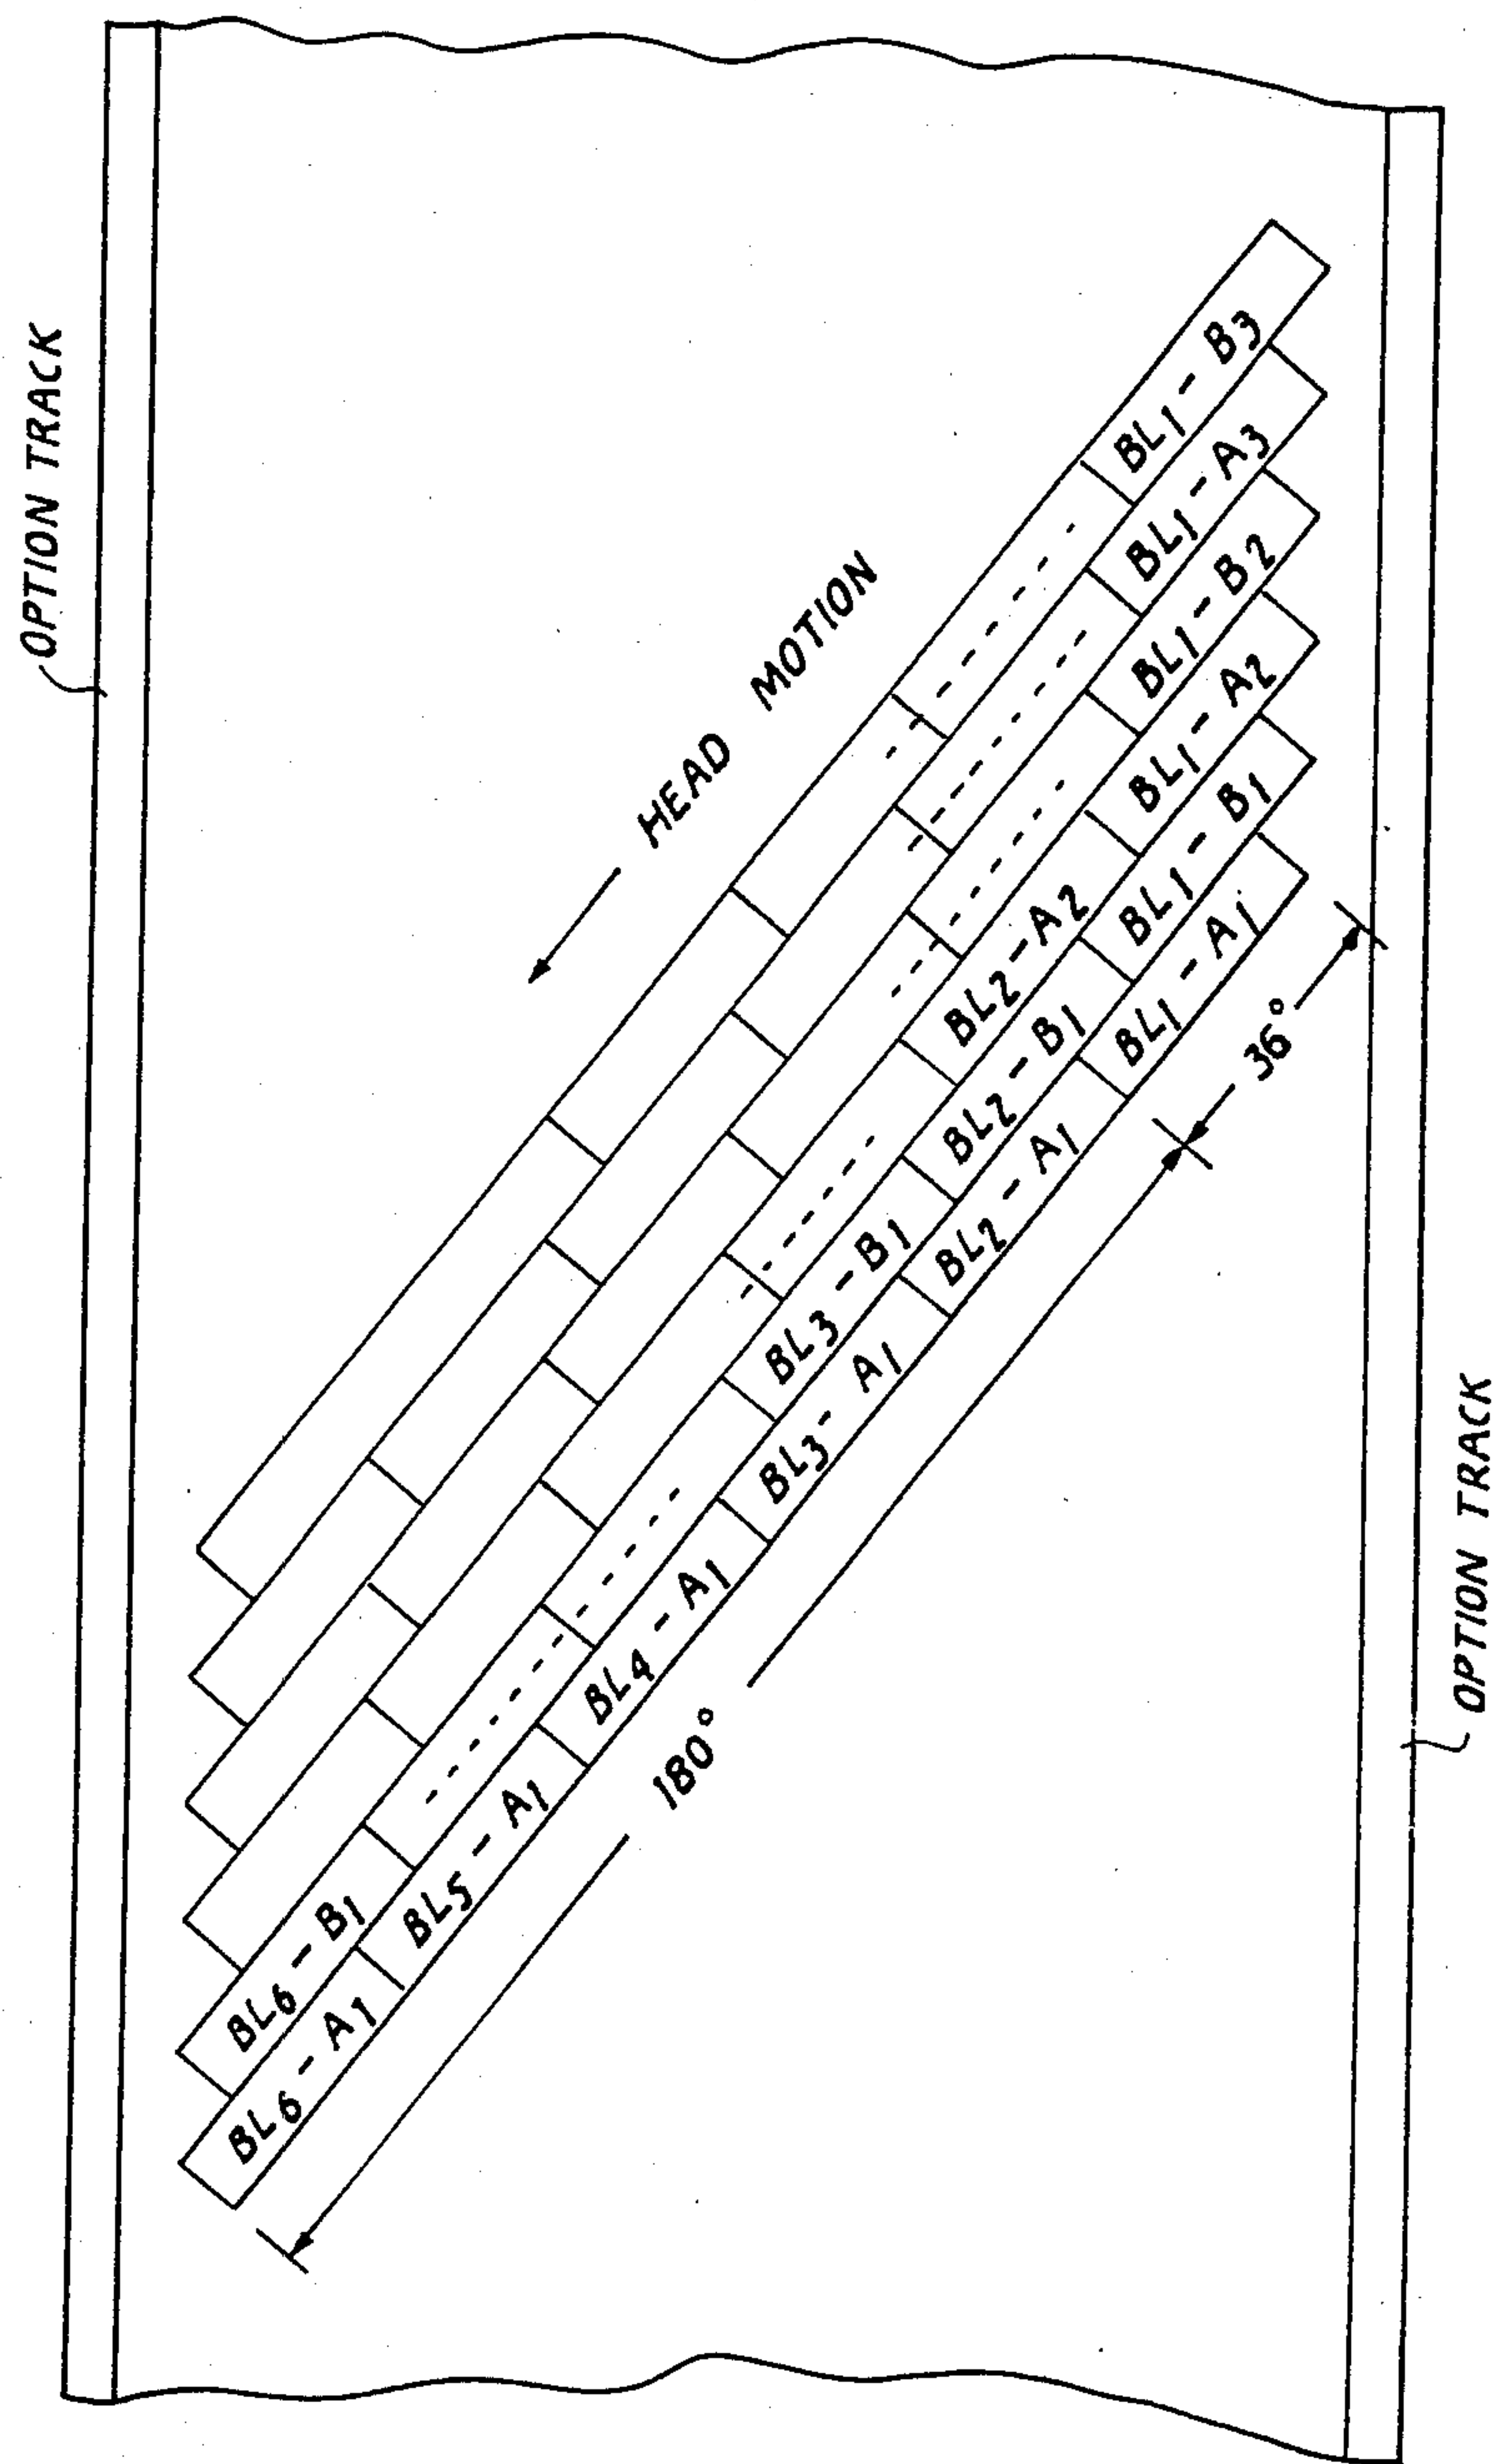 OPTION TRACK
HEAD MOTION
BL1 - B3
BL1 - A3
BL1 - B2
BL1 - A2
BL2 - A2
BL1 - B1
BL2 - B1
BL3 - B1
BL6 - B1
BL1 - A1
BL2 - A1
BL3 - A1
BL4 - A1
BL5 - A1
BL6 - A1
36°
180°
OPTION TRACK